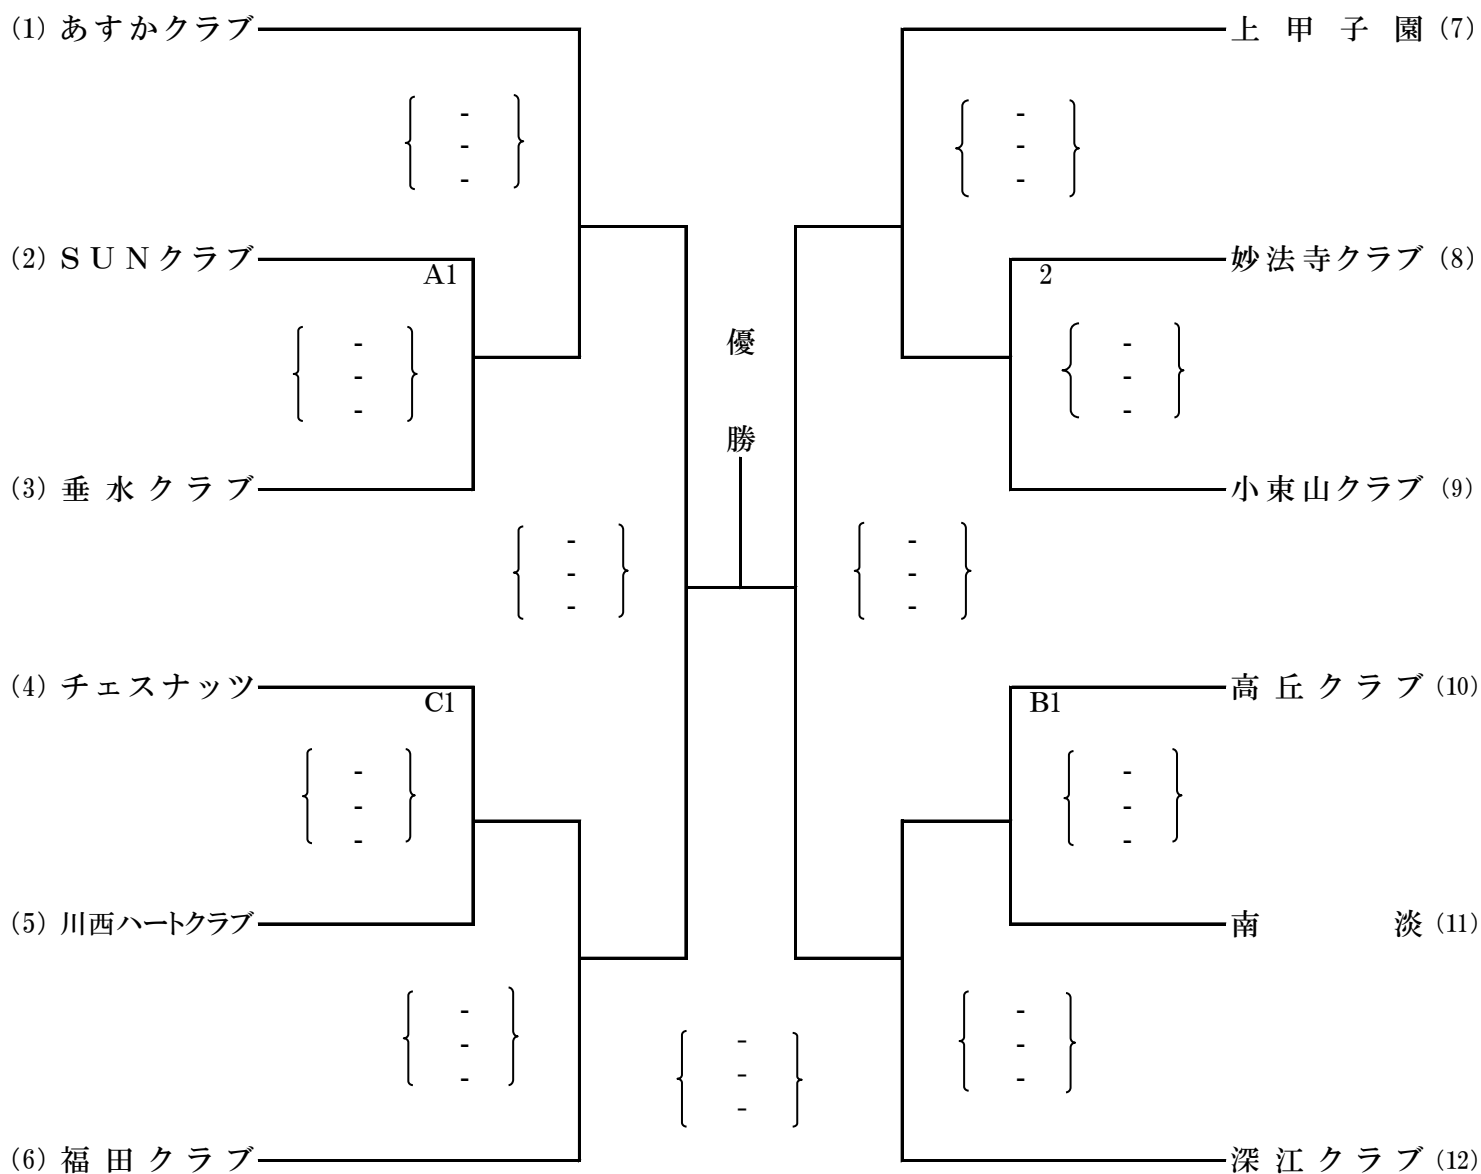 (1) あすかクラブ
上甲子園 (7)
-
-
-
-
-
-
(2) SUNクラブ
A1
2
妙法寺クラブ (8)
優
勝
-
-
-
-
-
-
(3) 垂水クラブ
小束山クラブ (9)
-
-
-
-
-
-
(4) チェスナッツ
C1
B1
高丘クラブ (10)
-
-
-
-
-
-
(5) 川西ハートクラブ
南淡 (11)
-
-
-
-
-
-
-
-
-
(6) 福田クラブ
深江クラブ (12)